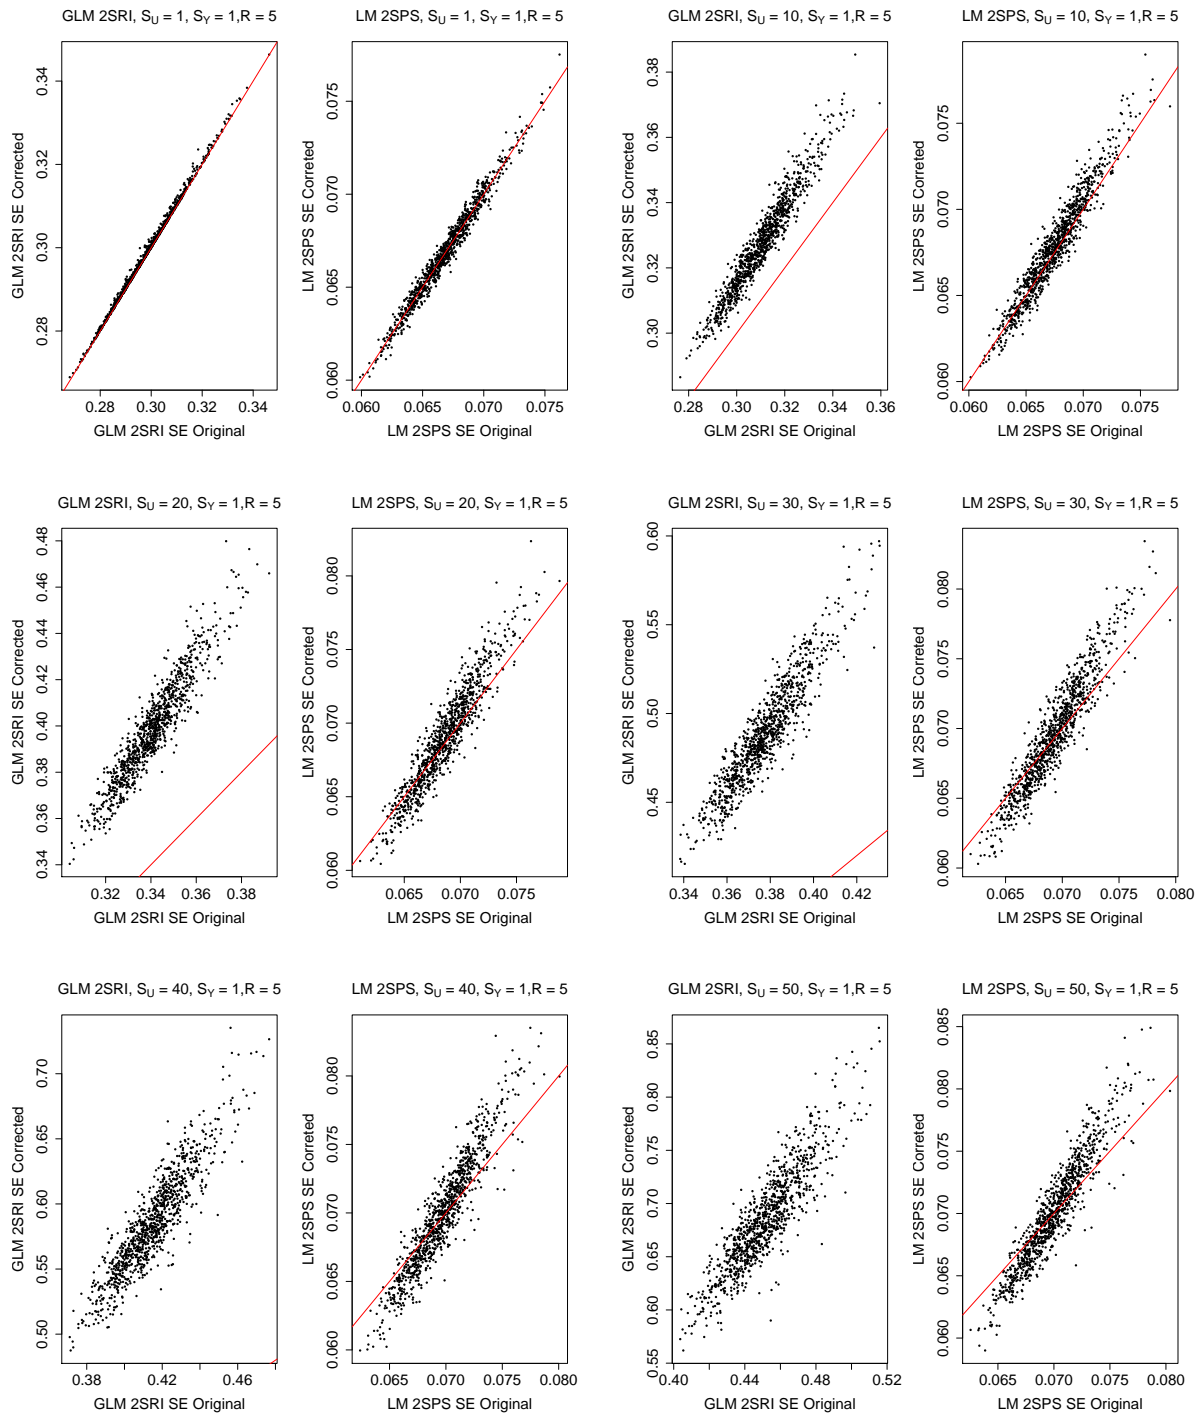 GLM 2SRI, S_U = 1, S_Y = 1,R = 5
GLM 2SRI SE Corrected
0.28 0.30 0.32 0.34
0.28 0.30 0.32 0.34
GLM 2SRI SE Original
LM 2SPS, S_U = 1, S_Y = 1,R = 5
LM 2SPS SE Correted
0.060 0.065 0.070 0.075
0.060 0.065 0.070 0.075
LM 2SPS SE Original
GLM 2SRI, S_U = 10, S_Y = 1,R = 5
GLM 2SRI SE Corrected
0.30 0.32 0.34 0.36 0.38
0.28 0.30 0.32 0.34 0.36
GLM 2SRI SE Original
LM 2SPS, S_U = 10, S_Y = 1,R = 5
LM 2SPS SE Correted
0.060 0.065 0.070 0.075
0.060 0.065 0.070 0.075
LM 2SPS SE Original
GLM 2SRI, S_U = 20, S_Y = 1,R = 5
GLM 2SRI SE Corrected
0.34 0.36 0.38 0.40 0.42 0.44 0.46 0.48
0.32 0.34 0.36 0.38
GLM 2SRI SE Original
LM 2SPS, S_U = 20, S_Y = 1,R = 5
LM 2SPS SE Correted
0.060 0.065 0.070 0.075 0.080
0.065 0.070 0.075
LM 2SPS SE Original
GLM 2SRI, S_U = 30, S_Y = 1,R = 5
GLM 2SRI SE Corrected
0.45 0.50 0.55 0.60
0.34 0.36 0.38 0.40 0.42
GLM 2SRI SE Original
LM 2SPS, S_U = 30, S_Y = 1,R = 5
LM 2SPS SE Correted
0.060 0.065 0.070 0.075 0.080
0.065 0.070 0.075 0.080
LM 2SPS SE Original
GLM 2SRI, S_U = 40, S_Y = 1,R = 5
GLM 2SRI SE Corrected
0.50 0.55 0.60 0.65 0.70
0.38 0.40 0.42 0.44 0.46
GLM 2SRI SE Original
LM 2SPS, S_U = 40, S_Y = 1,R = 5
LM 2SPS SE Correted
0.060 0.065 0.070 0.075 0.080
0.065 0.070 0.075 0.080
LM 2SPS SE Original
GLM 2SRI, S_U = 50, S_Y = 1,R = 5
GLM 2SRI SE Corrected
0.55 0.60 0.65 0.70 0.75 0.80 0.85
0.40 0.44 0.48 0.52
GLM 2SRI SE Original
LM 2SPS, S_U = 50, S_Y = 1,R = 5
LM 2SPS SE Correted
0.060 0.065 0.070 0.075 0.080 0.085
0.065 0.070 0.075 0.080
LM 2SPS SE Original